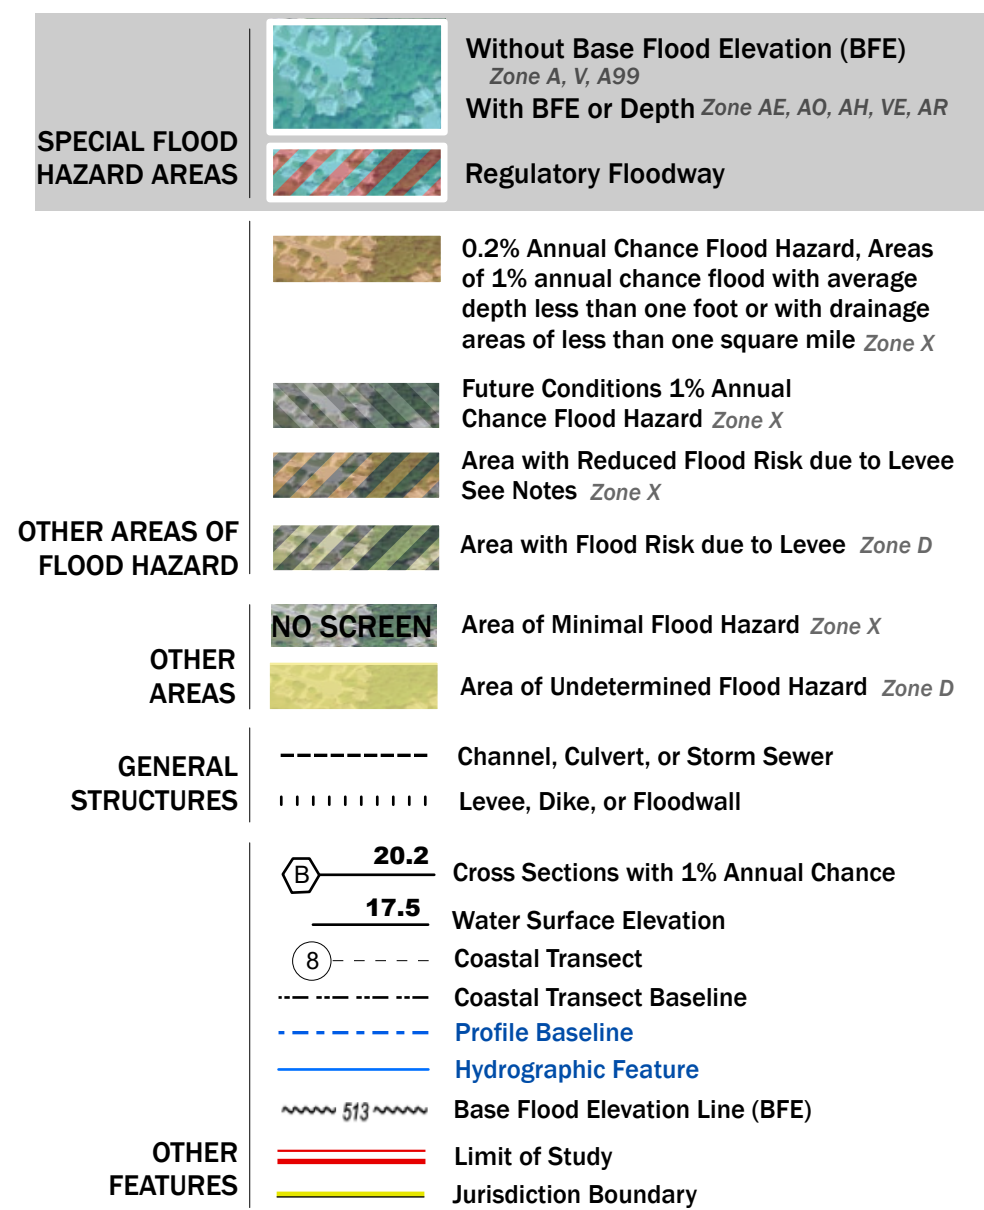 SPECIAL FLOOD
HAZARD AREAS
Without Base Flood Elevation (BFE)
Zone A, V, A99
With BFE or Depth Zone AE, AO, AH, VE, AR
Regulatory Floodway
OTHER AREAS OF
FLOOD HAZARD
0.2% Annual Chance Flood Hazard, Areas
of 1% annual chance flood with average
depth less than one foot or with drainage
areas of less than one square mile Zone X
Future Conditions 1% Annual
Chance Flood Hazard Zone X
Area with Reduced Flood Risk due to Levee
See Notes Zone X
Area with Flood Risk due to Levee Zone D
OTHER
AREAS
NO SCREEN Area of Minimal Flood Hazard Zone X
Area of Undetermined Flood Hazard Zone D
GENERAL
STRUCTURES
Channel, Culvert, or Storm Sewer
Levee, Dike, or Floodwall
OTHER
FEATURES
B 20.2 Cross Sections with 1% Annual Chance
17.5 Water Surface Elevation
8 Coastal Transect
Coastal Transect Baseline
Profile Baseline
Hydrographic Feature
513 Base Flood Elevation Line (BFE)
Limit of Study
Jurisdiction Boundary